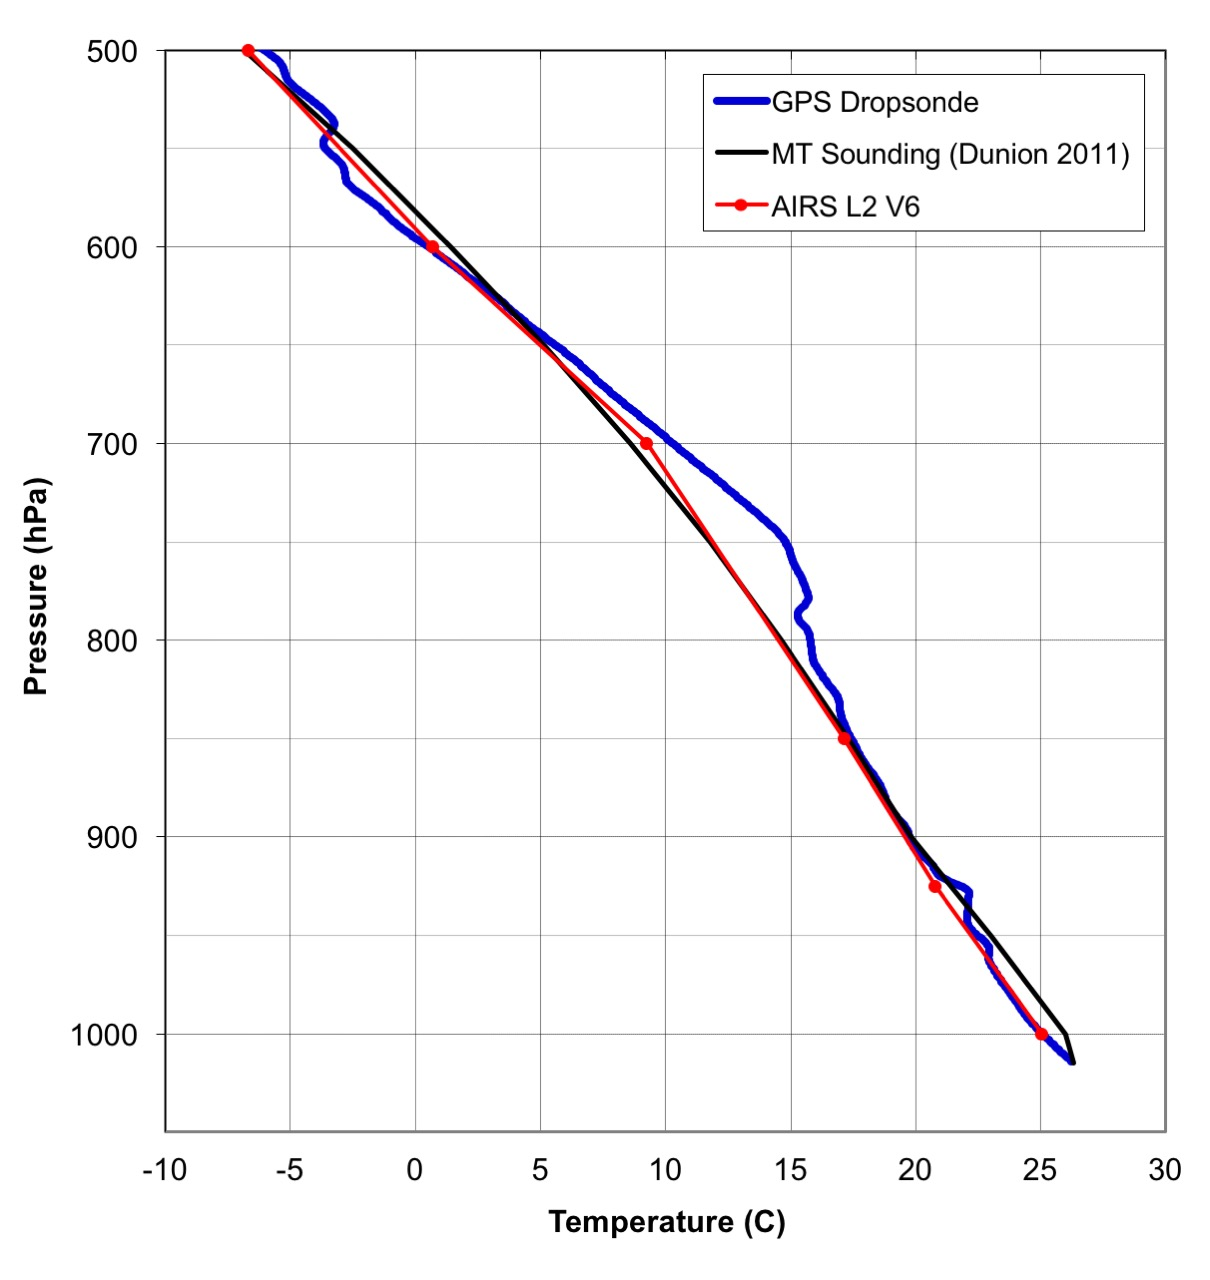 500
600
700
800
900
1000
Pressure (hPa)
GPS Dropsonde
MT Sounding (Dunion 2011)
AIRS L2 V6
-10 -5 0 5 10 15 20 25 30
Temperature (C)